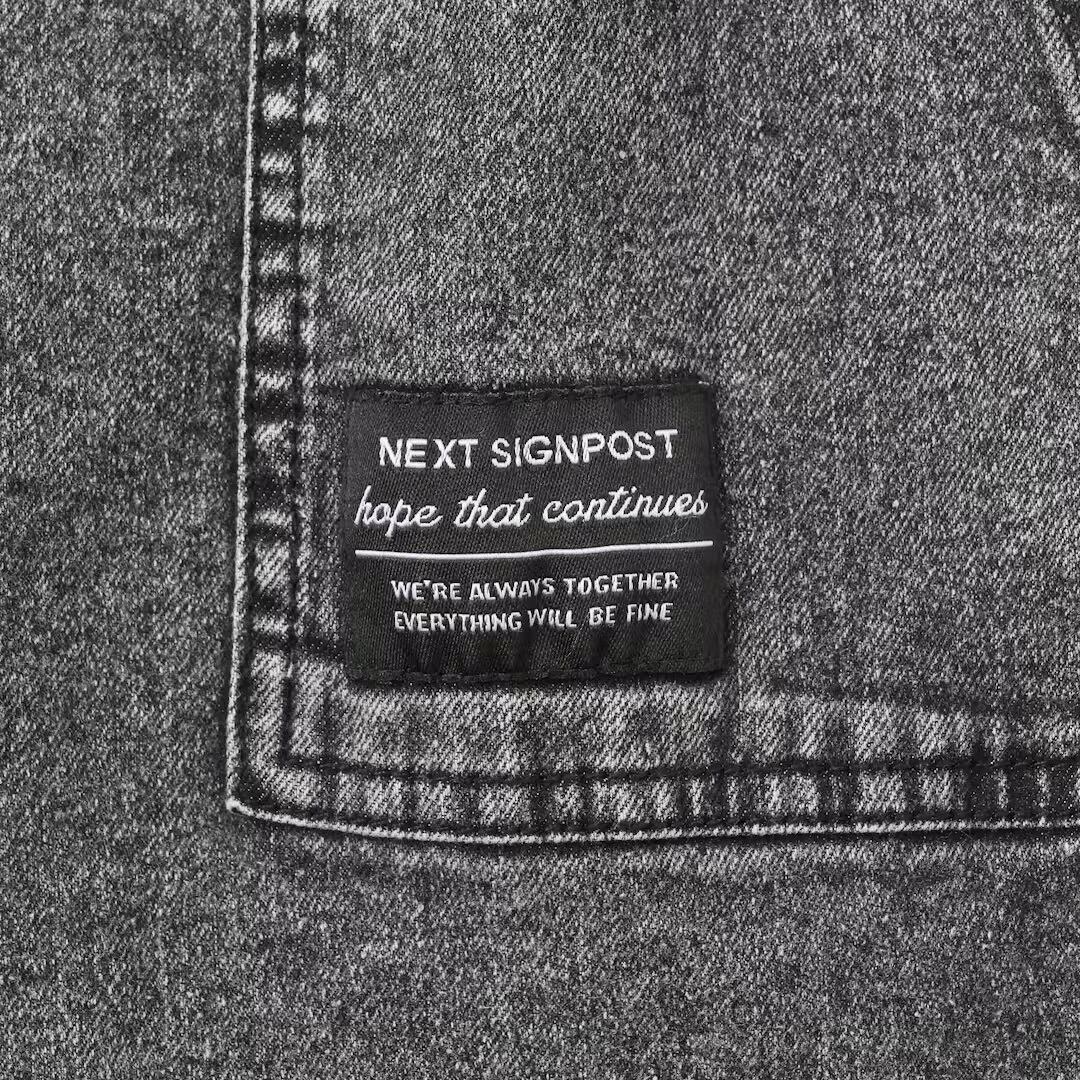 NEXT SIGNPOST
hope that continues
WE'RE ALWAYS TOGETHER
EVERYTHING WILL BE FINE